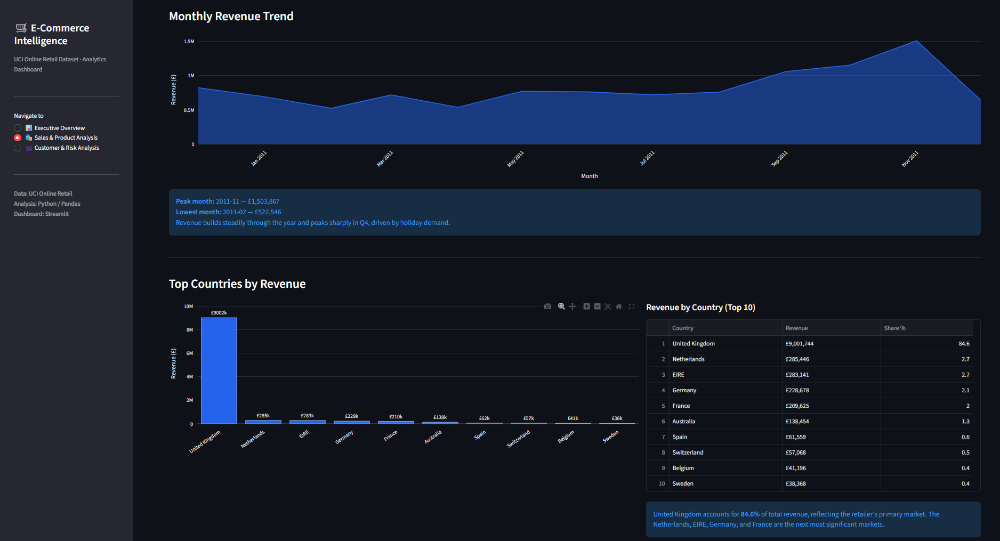 🛒 E-Commerce
Intelligence
UCI Online Retail Dataset · Analytics
Dashboard
Navigate to
📊 Executive Overview
🛍️ Sales & Product Analysis
👥 Customer & Risk Analysis
Data: UCI Online Retail
Analysis: Python / Pandas
Dashboard: Streamlit
Monthly Revenue Trend
1.5M
1M
0.5M
0
Revenue (£)
Jan 2011
Mar 2011
May 2011
Jul 2011
Sep 2011
Nov 2011
Month
Peak month: 2011-11 — £1,503,867
Lowest month: 2011-02 — £522,546
Revenue builds steadily through the year and peaks sharply in Q4, driven by holiday demand.
Top Countries by Revenue
10M
8M
6M
4M
2M
0
Revenue (£)
£9002k
£285k
£283k
£229k
£210k
£138k
£62k
£57k
£41k
£38k
United Kingdom
Netherlands
EIRE
Germany
France
Australia
Spain
Switzerland
Belgium
Sweden
Revenue by Country (Top 10)
Country Revenue Share %
1 United Kingdom £9,001,744 84.6
2 Netherlands £285,446 2.7
3 EIRE £283,141 2.7
4 Germany £228,678 2.1
5 France £209,625 2
6 Australia £138,454 1.3
7 Spain £61,559 0.6
8 Switzerland £57,068 0.5
9 Belgium £41,196 0.4
10 Sweden £38,368 0.4
United Kingdom accounts for 84.6% of total revenue, reflecting the retailer's primary market. The
Netherlands, EIRE, Germany, and France are the next most significant markets.